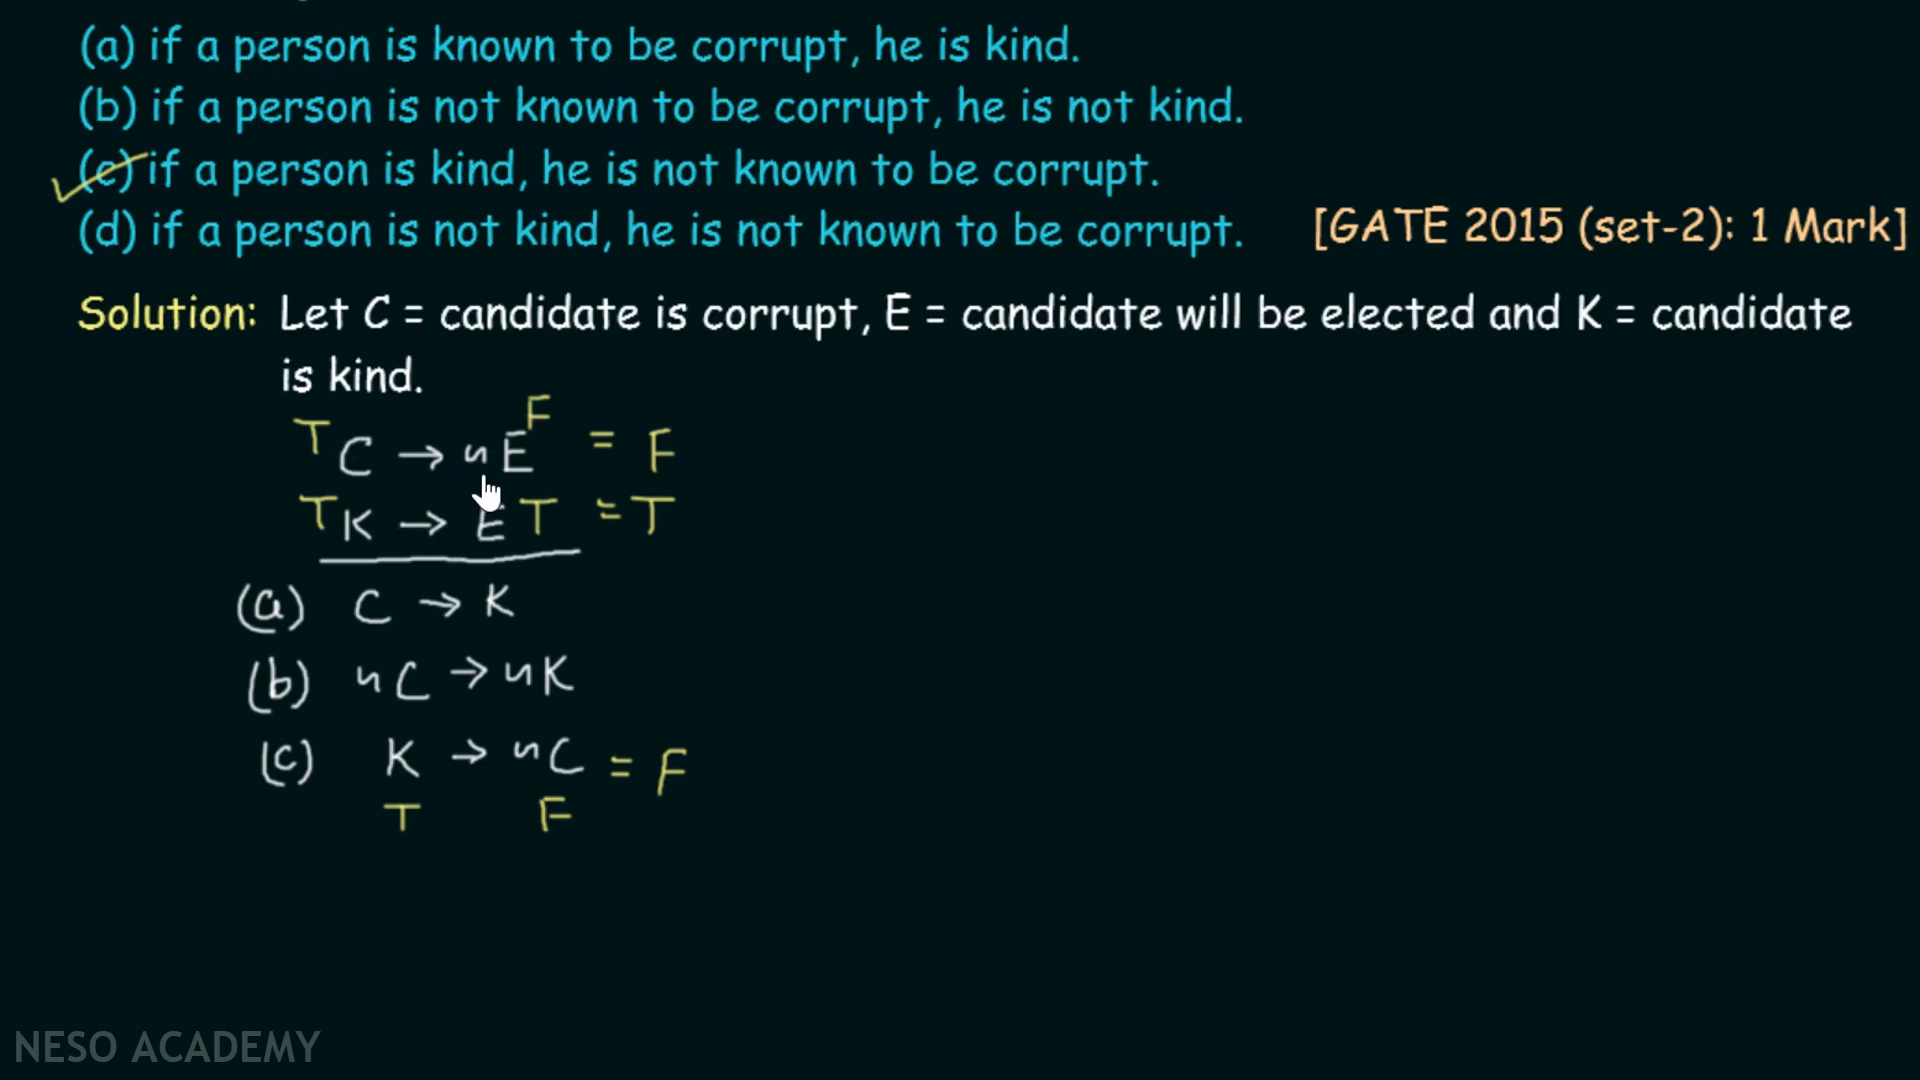 (a) if a person is known to be corrupt, he is kind.
(b) if a person is not known to be corrupt, he is not kind.
(c) if a person is kind, he is not known to be corrupt.
(d) if a person is not kind, he is not known to be corrupt. [GATE 2015 (set-2): 1 Mark]
Solution: Let C = candidate is corrupt, E = candidate will be elected and K = candidate
is kind.
T C → ~E F = F
T K → E T = T
(a) C → K
(b) ~C → ~K
(c) K → ~C = F
T F
NESO ACADEMY